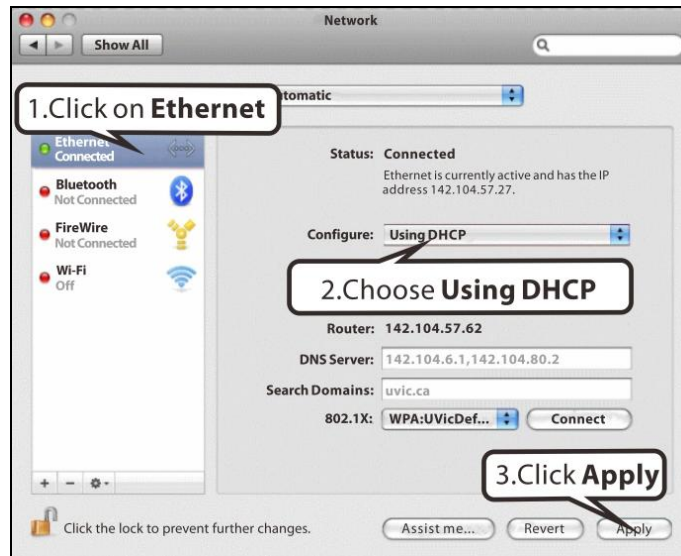 Network
Show All
tomatic
1.Click on Ethernet
Ethernet
Connected
Bluetooth
Not Connected
FireWire
Not Connected
Wi-Fi
Off
Status: Connected
Ethernet is currently active and has the IP
address 142.104.57.27.
Configure: Using DHCP
2.Choose Using DHCP
Router: 142.104.57.62
DNS Server: 142.104.6.1,142.104.80.2
Search Domains: uvic.ca
802.1X: WPA:UVicDef... Connect
3.Click Apply
Click the lock to prevent further changes.
Assist me... Revert Apply